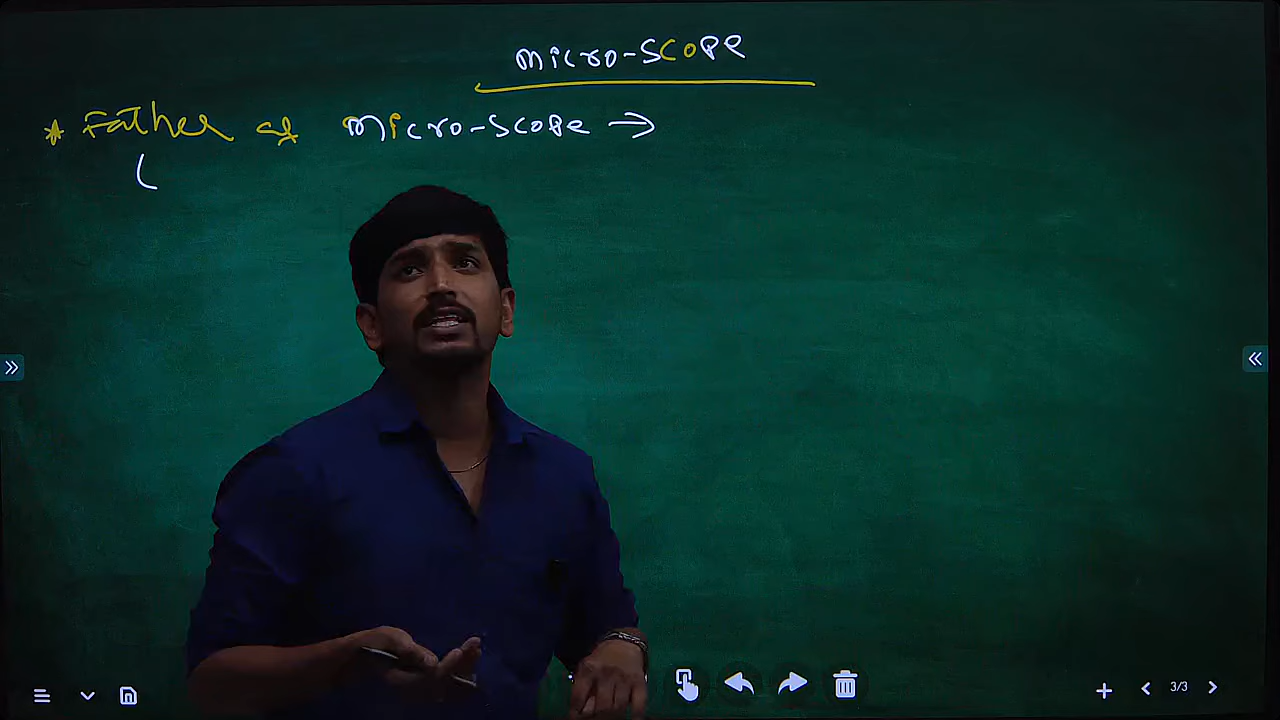 Micro-SCOPE
* Father of Micro-Scope →
(
3/3